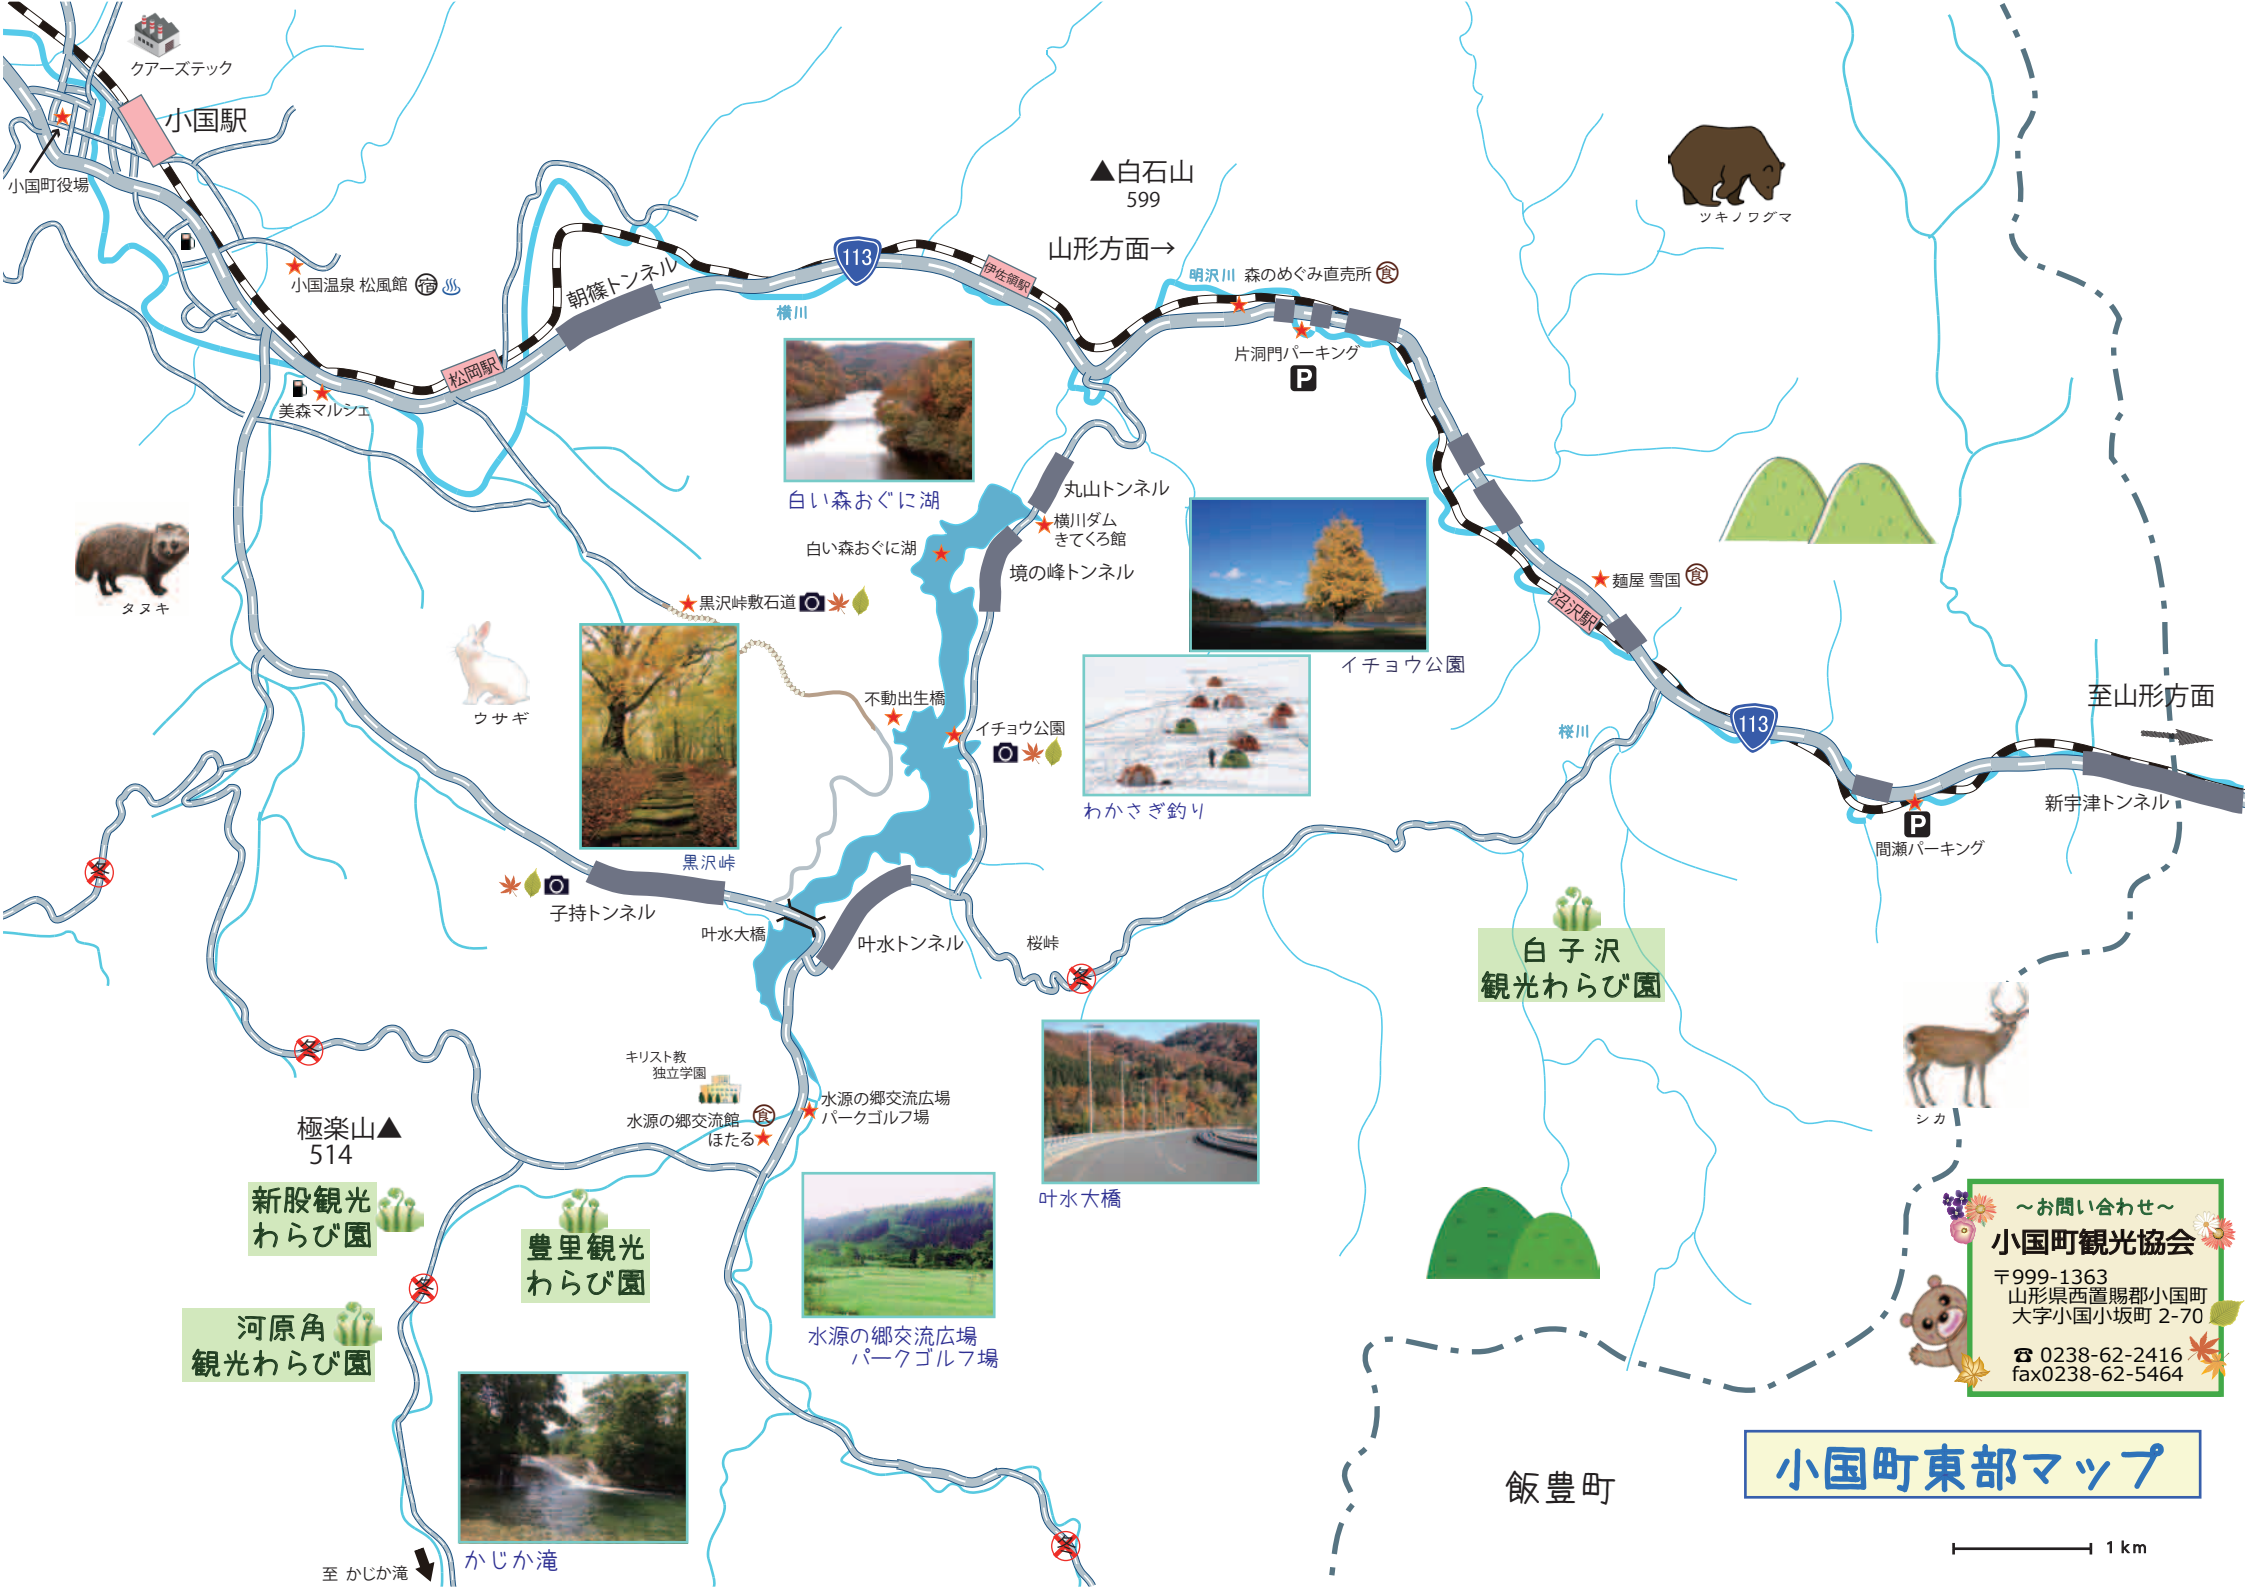 クアーズテック
小国駅
小国町役場
▲白石山
599
山形方面→
ツキノワグマ
小国温泉 松風館 宿
朝篠トンネル
113
横川
伊佐領駅
明沢川
森のめぐみ直売所 食
片洞門パーキング
P
松岡駅
美森マルシェ
白い森おぐに湖
丸山トンネル
横川ダム
きてくろ館
白い森おぐに湖
境の峰トンネル
タヌキ
黒沢峠敷石道
麺屋 雪国 食
沼沢駅
イチョウ公園
ウサギ
不動出生橋
イチョウ公園
桜川
113
至山形方面
わかさぎ釣り
新宇津トンネル
P
間瀬パーキング
黒沢峠
冬
子持トンネル
叶水大橋
叶水トンネル
桜峠
冬
白子沢
観光わらび園
冬
キリスト教
独立学園
水源の郷交流館 食
ほたる
水源の郷交流広場
パークゴルフ場
シカ
極楽山▲
514
叶水大橋
新股観光
わらび園
豊里観光
わらび園
冬
河原角
観光わらび園
水源の郷交流広場
パークゴルフ場
～お問い合わせ～
小国町観光協会
〒999-1363
山形県西置賜郡小国町
大字小国小坂町 2-70
☎ 0238-62-2416
fax0238-62-5464
小国町東部マップ
飯豊町
冬
かじか滝
至 かじか滝
1km